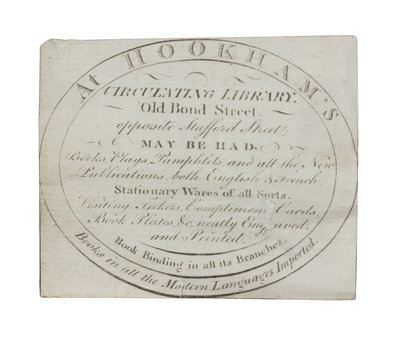 At HOOKHAM'S
CIRCULATING LIBRARY.
Old Bond Street.
opposite Stafford Street,
MAY BE HAD.
Books, Plays, Pamphlets and all the New
Publications both English & French,
Stationary Wares of all Sorts.
Visiting Tickets, Compliment Cards,
Book Plates, &c. neatly Engraved,
and Printed.
Book Binding in all its Branches.
Books in all the Modern Languages Imported.